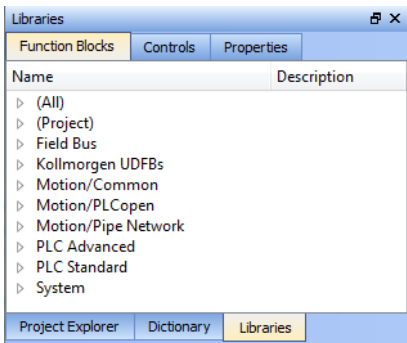 Libraries
Function Blocks Controls Properties
Name Description
(All)
(Project)
Field Bus
Kollmorgen UDFBs
Motion/Common
Motion/PLCopen
Motion/Pipe Network
PLC Advanced
PLC Standard
System
Project Explorer Dictionary Libraries